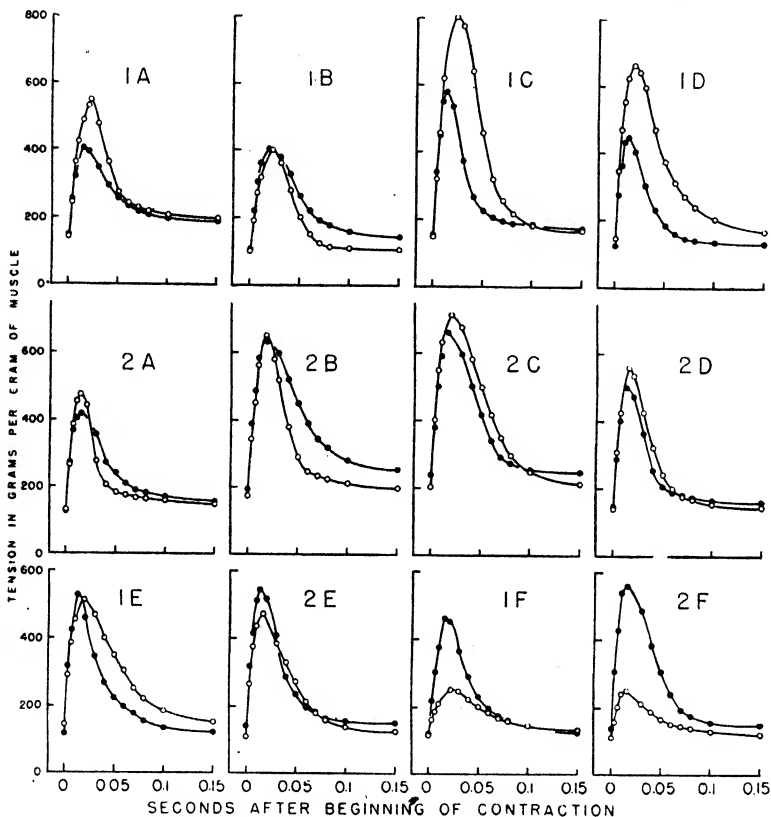 800
600
400
200
0
1A
1B
1C
1D
600
400
200
0
2A
2B
2C
2D
600
400
200
0
1E
2E
1F
2F
0 0.05 0.1 0.15
0 0.05 0.1 0.15
0 0.05 0.1 0.15
0 0.05 0.1 0.15
TENSION IN GRAMS PER GRAM OF MUSCLE
SECONDS AFTER BEGINNING OF CONTRACTION